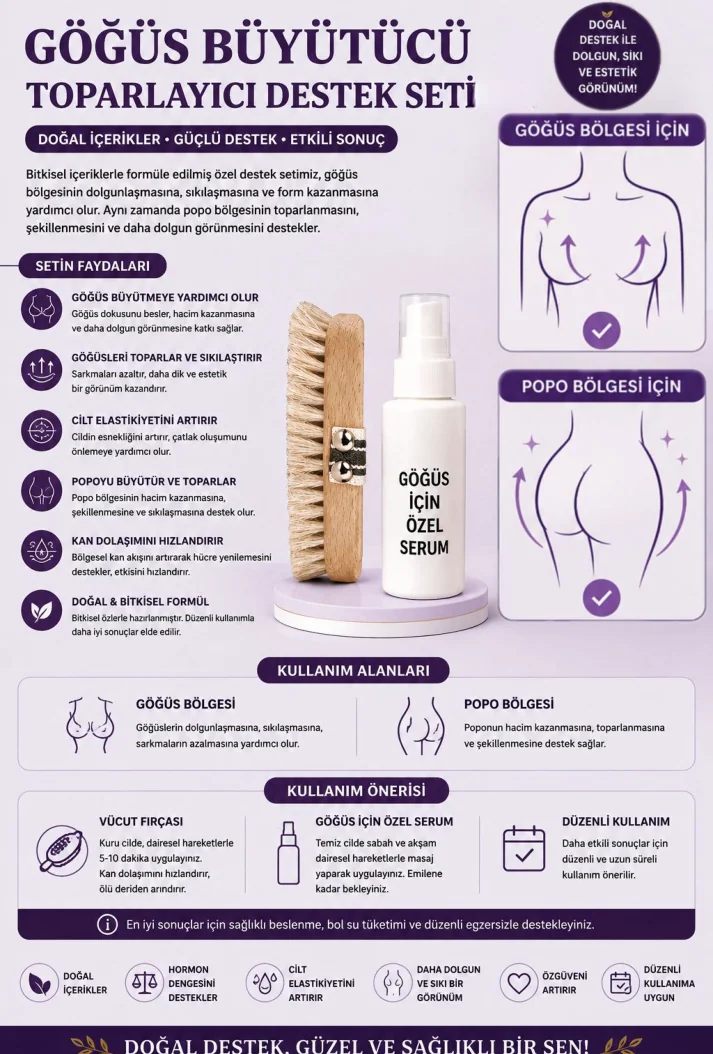 GÖĞÜS BÜYÜTÜCÜ
TOPARLAYICI DESTEK SETİ
DOĞAL İÇERİKLER • GÜÇLÜ DESTEK • ETKİLİ SONUÇ
Bitkisel içeriklerle formüle edilmiş özel destek setimiz, göğüs
bölgesinin dolgunlaşmasına, sıkılaşmasına ve form kazanmasına
yardımcı olur. Aynı zamanda popo bölgesinin toparlanmasını,
şekillenmesini ve daha dolgun görünmesini destekler.
DOĞAL
DESTEK İLE
DOLGUN, SIKI
VE ESTETİK
GÖRÜNÜM!
GÖĞÜS BÖLGESİ İÇİN
POPO BÖLGESİ İÇİN
SETİN FAYDALARI
GÖĞÜS BÜYÜTMEYE YARDIMCI OLUR
Göğüs dokusunu besler, hacim kazanmasına
ve daha dolgun görünmesine katkı sağlar.
GÖĞÜSLERİ TOPARLAR VE SIKILAŞTIRIR
Sarkmaları azaltır, daha dik ve estetik
bir görünüm kazandırır.
CİLT ELASTİKİYETİNİ ARTIRIR
Cildin esnekliğini artırır, çatlak oluşumunu
önlemeye yardımcı olur.
POPOYU BÜYÜTÜR VE TOPARLAR
Popo bölgesinin hacim kazanmasına,
şekillenmesine ve sıkılaşmasına destek olur.
KAN DOLAŞIMINI HIZLANDIRIR
Bölgesel kan akışını artırarak hücre yenilemesini
destekler, etkisini hızlandırır.
DOĞAL & BİTKİSEL FORMÜL
Bitkisel özlerle hazırlanmıştır. Düzenli kullanımla
daha iyi sonuçlar elde edilir.
GÖĞÜS
İÇİN
ÖZEL
SERUM
KULLANIM ALANLARI
GÖĞÜS BÖLGESİ
Göğüslerin dolgunlaşmasına, sıkılaşmasına,
sarkmaların azalmasına yardımcı olur.
POPO BÖLGESİ
Poponun hacim kazanmasına, toparlanmasına
ve şekillenmesine destek sağlar.
KULLANIM ÖNERİSİ
VÜCUT FIRÇASI
Kuru cilde, dairesel hareketlerle
5-10 dakika uygulayınız.
Kan dolaşımını hızlandırır,
ölü deriden arındırır.
GÖĞÜS İÇİN ÖZEL SERUM
Temiz cilde sabah ve akşam
dairesel hareketlerle masaj
yaparak uygulayınız. Emilene
kadar bekleyiniz.
DÜZENLİ KULLANIM
Daha etkili sonuçlar için
düzenli ve uzun süreli
kullanım önerilir.
En iyi sonuçlar için sağlıklı beslenme, bol su tüketimi ve düzenli egzersizle destekleyiniz.
DOĞAL
İÇERİKLER
HORMON
DENGESİNİ
DESTEKLER
CİLT
ELASTİKİYETİNİ
ARTIRIR
DAHA DOLGUN
VE SIKI BİR
GÖRÜNÜM
ÖZGÜVENİ
ARTIRIR
DÜZENLİ
KULLANIMA
UYGUN
DOĞAL DESTEK, GÜZEL VE SAĞLIKLI BİR SEN!